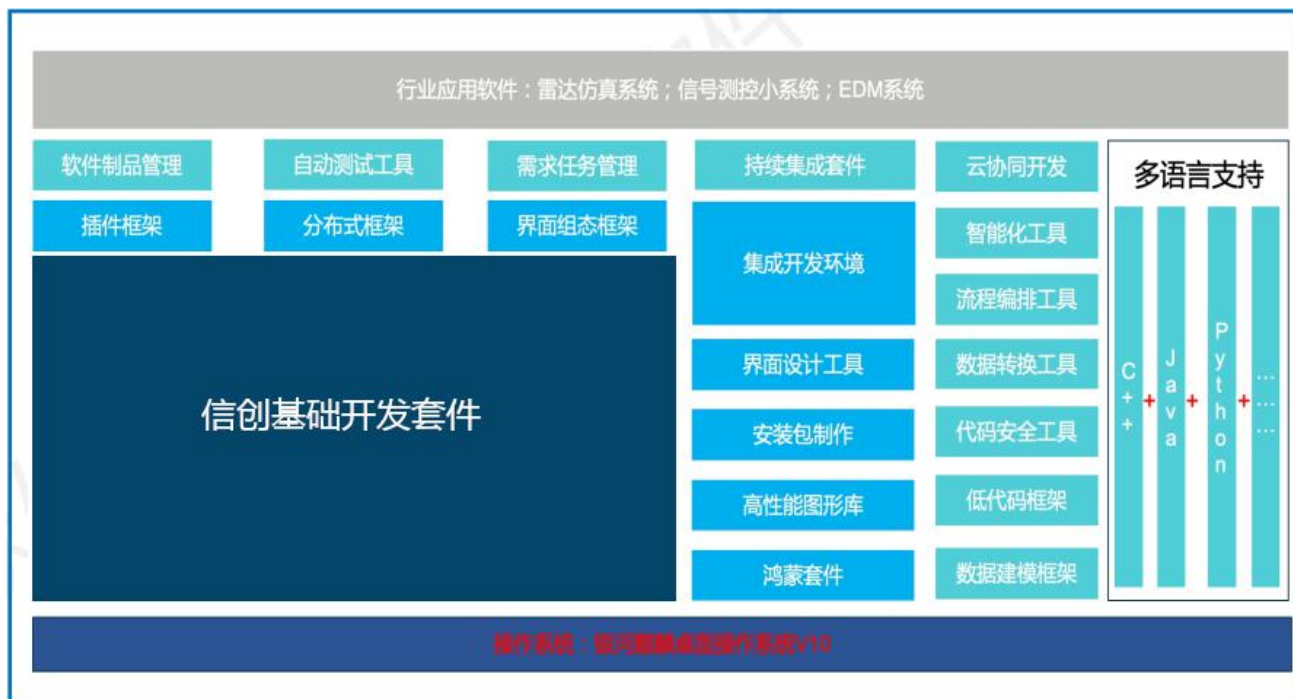 行业应用软件：雷达仿真系统；信号测控小系统；EDM系统
软件制品管理
自动测试工具
需求任务管理
持续集成套件
云协同开发
多语言支持
插件框架
分布式框架
界面组态框架
集成开发环境
智能化工具
流程编排工具
信创基础开发套件
界面设计工具
数据转换工具
安装包制作
代码安全工具
高性能图形库
低代码框架
鸿蒙套件
数据建模框架
C++
+
Java
+
Python
+
……
操作系统：银河麒麟桌面操作系统V10